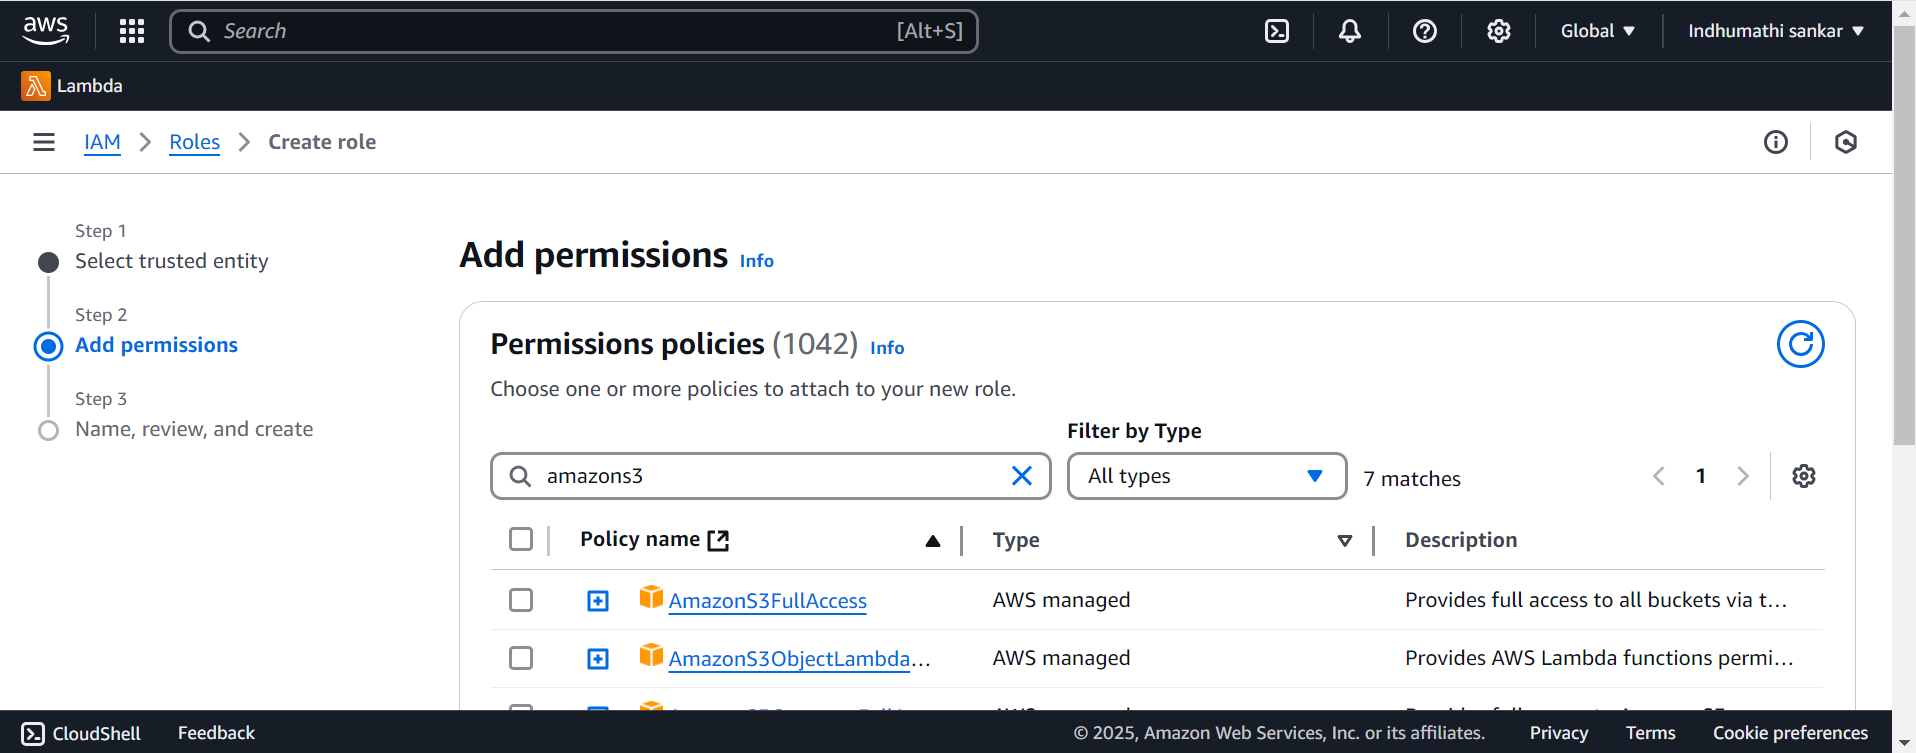 aws
Search [Alt+S]
Global
Indhumathi sankar
Lambda
IAM
Roles
Create role
Step 1
Select trusted entity
Step 2
Add permissions
Step 3
Name, review, and create
Add permissions Info
Permissions policies (1042) Info
Choose one or more policies to attach to your new role.
Filter by Type
amazons3
All types
7 matches
1
Policy name Type Description
AmazonS3FullAccess AWS managed Provides full access to all buckets via t...
AmazonS3ObjectLambda... AWS managed Provides AWS Lambda functions permi...
CloudShell
Feedback
© 2025, Amazon Web Services, Inc. or its affiliates.
Privacy
Terms
Cookie preferences